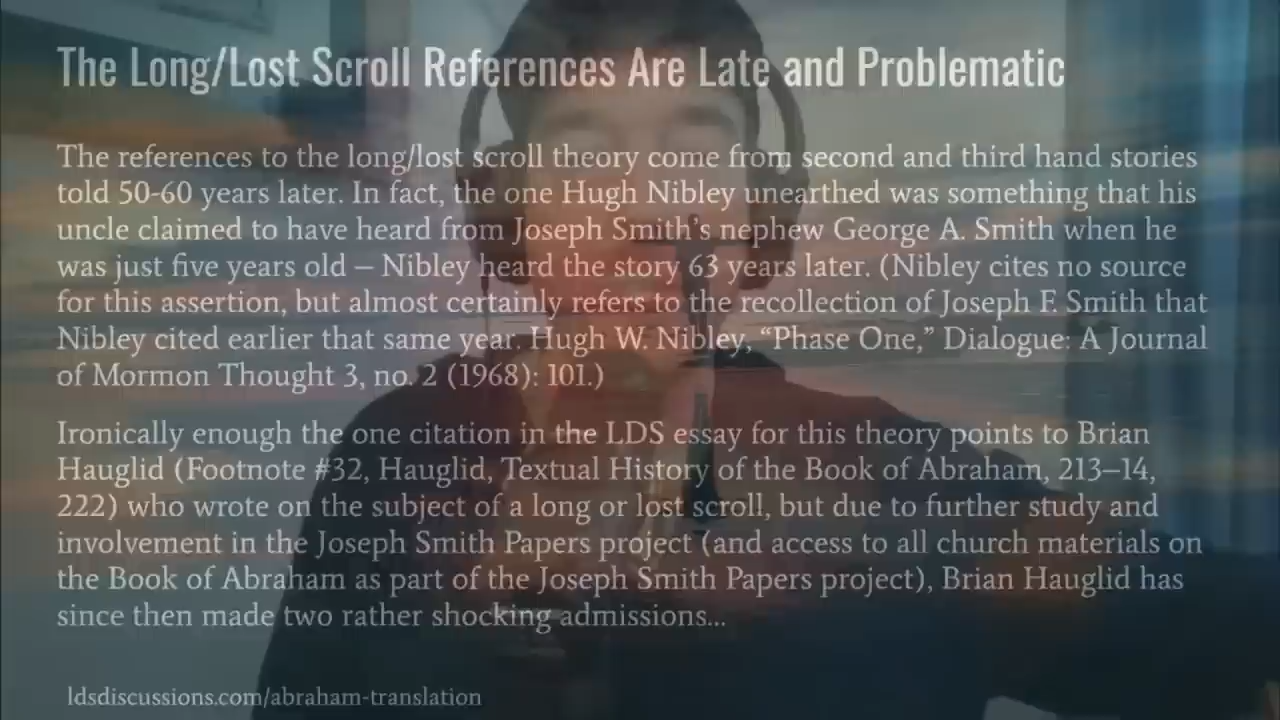 The Long/Lost Scroll References Are Late and Problematic
The references to the long/lost scroll theory come from second and third hand stories
told 50-60 years later. In fact, the one Hugh Nibley unearthed was something that his
uncle claimed to have heard from Joseph Smith's nephew George A. Smith when he
was just five years old – Nibley heard the story 63 years later. (Nibley cites no source
for this assertion, but almost certainly refers to the recollection of Joseph F. Smith that
Nibley cited earlier that same year. Hugh W. Nibley, “Phase One,” Dialogue: A Journal
of Mormon Thought 3, no. 2 (1968): 101.)
Ironically enough the one citation in the LDS essay for this theory points to Brian
Hauglid (Footnote #32, Hauglid, Textual History of the Book of Abraham, 213–14,
222) who wrote on the subject of a long or lost scroll, but due to further study and
involvement in the Joseph Smith Papers project (and access to all church materials on
the Book of Abraham as part of the Joseph Smith Papers project), Brian Hauglid has
since then made two rather shocking admissions...
ldsdiscussions.com/abraham-translation